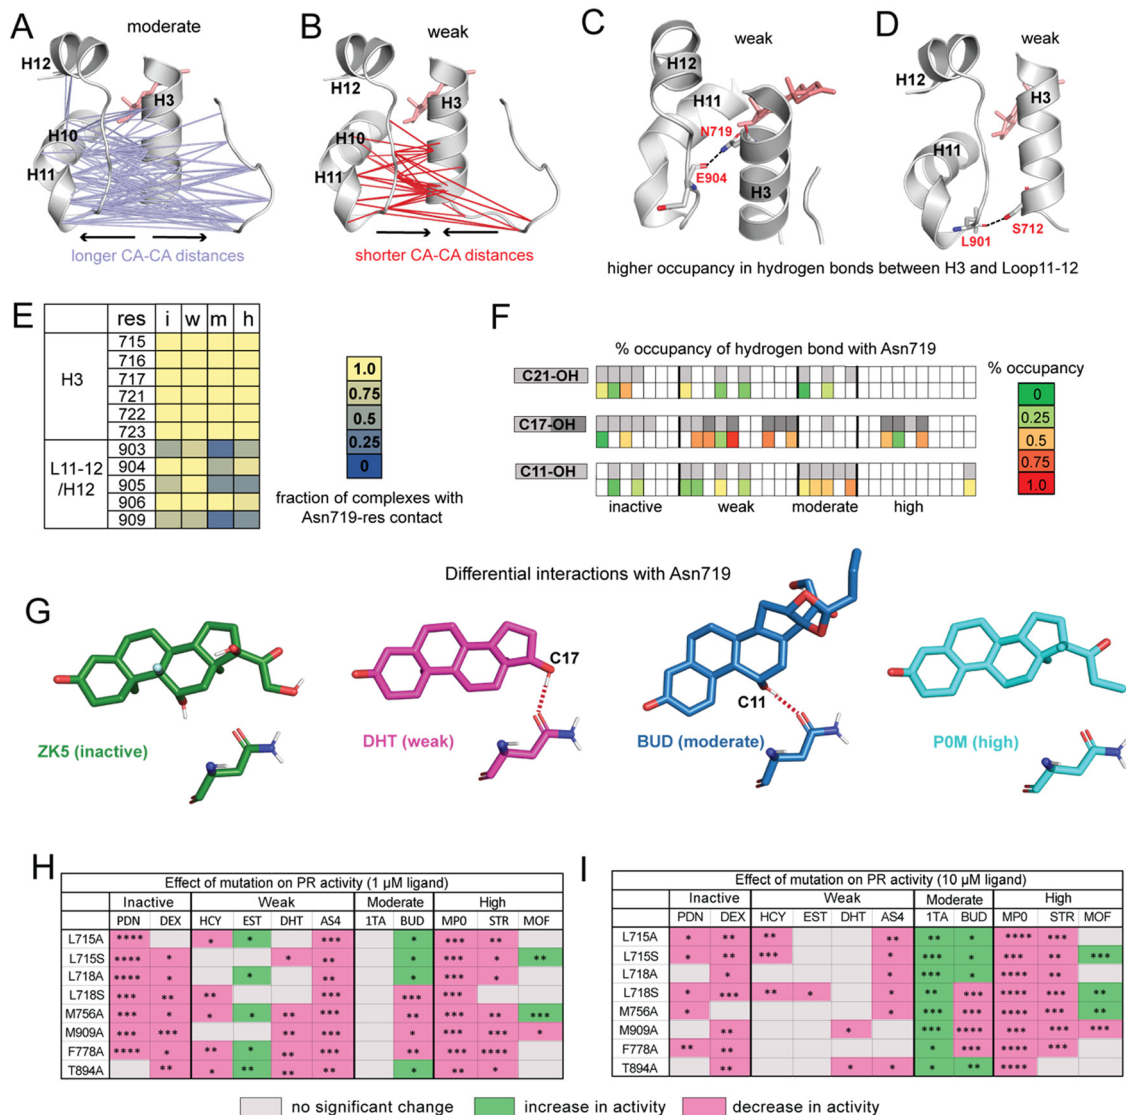 A
moderate
H12
H3
H10
H11
longer CA-CA distances
B
weak
H12
H3
H10
H11
shorter CA-CA distances
C
weak
H12
H11
N719
E904
H3
D
weak
H12
H3
H11
L901
S712
higher occupancy in hydrogen bonds between H3 and Loop11-12
E
res i w m h
H3
715
716
717
721
722
723
L11-12
/H12
903
904
905
906
909
1.0
0.75
0.5
0.25
0
fraction of complexes with
Asn719-res contact
F
% occupancy of hydrogen bond with Asn719
C21-OH
C17-OH
C11-OH
inactive weak moderate high
% occupancy
0
0.25
0.5
0.75
1.0
Differential interactions with Asn719
G
ZK5 (inactive)
C17
DHT (weak)
C11
BUD (moderate)
P0M (high)
H
Effect of mutation on PR activity (1 µM ligand)
Inactive Weak Moderate High
PDN DEX HCY EST DHT AS4 1TA BUD MP0 STR MOF
L715A **** * * *** * *** **
L715S **** * * ** * *** * **
L718A **** * * ** * *** *
L718S *** ** ** *** *** ***
M756A *** * * * ** *** ** *** ** ***
M909A *** *** ** *** ** *** *** *
F778A **** * ** * ** *** ** *** ****
T894A ** * ** ** ** * ** *
I
Effect of mutation on PR activity (10 µM ligand)
Inactive Weak Moderate High
PDN DEX HCY EST DHT AS4 1TA BUD MP0 STR MOF
L715A * ** ** ** ** * **** ***
L715S * ** *** * *** * *** ** ***
L718A * * *** * **** **
L718S * *** ** * * ** *** **** *** **
M756A * * *** ** **** *** **
M909A ** * *** **** *** *** ***
F778A ** ** * *** *** ***
T894A ** * * * ** ****
no significant change
increase in activity
decrease in activity